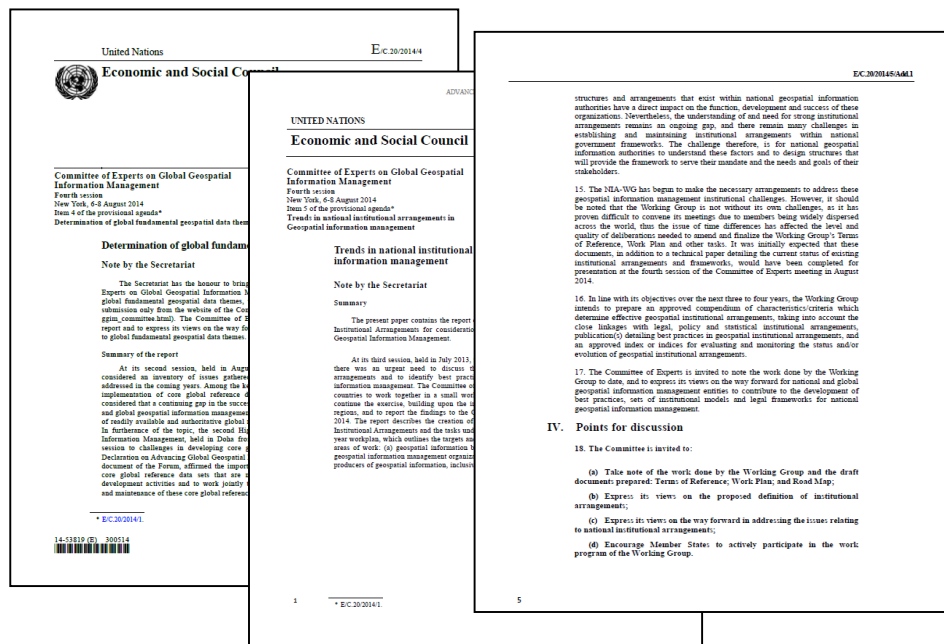 United Nations
E/C.20/2014/4
Economic and Social Council
Committee of Experts on Global Geospatial
Information Management
Fourth session
New York, 6-8 August 2014
Item 4 of the provisional agenda*
Determination of global fundamental geospatial data them
Determination of global fundame
Note by the Secretariat
The Secretariat has the honour to bring
Experts on Global Geospatial Information M
global fundamental geospatial data themes,
submission only from the website of the Con
ggim_committee.html). The Committee of E
report and to express its views on the way fo
to global fundamental geospatial data themes.
Summary of the report
At its second session, held in Augu
considered an inventory of issues gathered
addressed in the coming years. Among the ke
implementation of core global reference d
considered that a continuing gap in the succes
and global geospatial information managemen
of readily available and authoritative global
In furtherance of the topic, the second Hig
Information Management, held in Doha fro
session to challenges in developing core g
Declaration on Advancing Global Geospatial
document of the Forum, affirmed the import
core global reference data sets that are
development activities and to work jointly t
and maintenance of these core global referenc
* E/C.20/2014/1.
14-53819 (E) 300514
ADVANC
UNITED NATIONS
Economic and Social Council
Committee of Experts on Global Geospatial
Information Management
Fourth session
New York, 6-8 August 2014
Item 5 of the provisional agenda*
Trends in national institutional arrangements in
Geospatial information management
Trends in national institutional
information management
Note by the Secretariat
Summary
The present paper contains the report
Institutional Arrangements for consideratio
Geospatial Information Management.
At its third session, held in July 2013,
there was an urgent need to discuss t
arrangements and to identify best practi
information management. The Committee o
countries to work together in a small wor
continue the exercise, building upon the i
regions, and to report the findings to the C
2014. The report describes the creation of
Institutional Arrangements and the tasks und
year workplan, which outlines the targets and
areas of work: (a) geospatial information b
geospatial information management organiza
producers of geospatial information, inclusiv
1
* E/C.20/2014/1.
E/C.20/2014/5/Add.1
structures and arrangements that exist within national geospatial information
authorities have a direct impact on the function, development and success of these
organizations. Nevertheless, the understanding of and need for strong institutional
arrangements remains an ongoing gap, and there remain many challenges in
establishing and maintaining institutional arrangements within national
government frameworks. The challenge therefore, is for national geospatial
information authorities to understand these factors and to design structures that
will provide the framework to serve their mandate and the needs and goals of their
stakeholders.
15. The NIA-WG has begun to make the necessary arrangements to address these
geospatial information management institutional challenges. However, it should
be noted that the Working Group is not without its own challenges, as it has
proven difficult to convene its meetings due to members being widely dispersed
across the world, thus the issue of time differences has affected the level and
quality of deliberations needed to amend and finalize the Working Group's Terms
of Reference, Work Plan and other tasks. It was initially expected that these
documents, in addition to a technical paper detailing the current status of existing
institutional arrangements and frameworks, would have been completed for
presentation at the fourth session of the Committee of Experts meeting in August
2014.
16. In line with its objectives over the next three to four years, the Working Group
intends to prepare an approved compendium of characteristics/criteria which
determine effective geospatial institutional arrangements, taking into account the
close linkages with legal, policy and statistical institutional arrangements,
publication(s) detailing best practices in geospatial institutional arrangements, and
an approved index or indices for evaluating and monitoring the status and/or
evolution of geospatial institutional arrangements.
17. The Committee of Experts is invited to note the work done by the Working
Group to date, and to express its views on the way forward for national and global
geospatial information management entities to contribute to the development of
best practices, sets of institutional models and legal frameworks for national
geospatial information management.
IV. Points for discussion
18. The Committee is invited to:
(a) Take note of the work done by the Working Group and the draft
documents prepared: Terms of Reference; Work Plan; and Road Map;
(b) Express its views on the proposed definition of institutional
arrangements;
(c) Express its views on the way forward in addressing the issues relating
to national institutional arrangements;
(d) Encourage Member States to actively participate in the work
program of the Working Group.
5